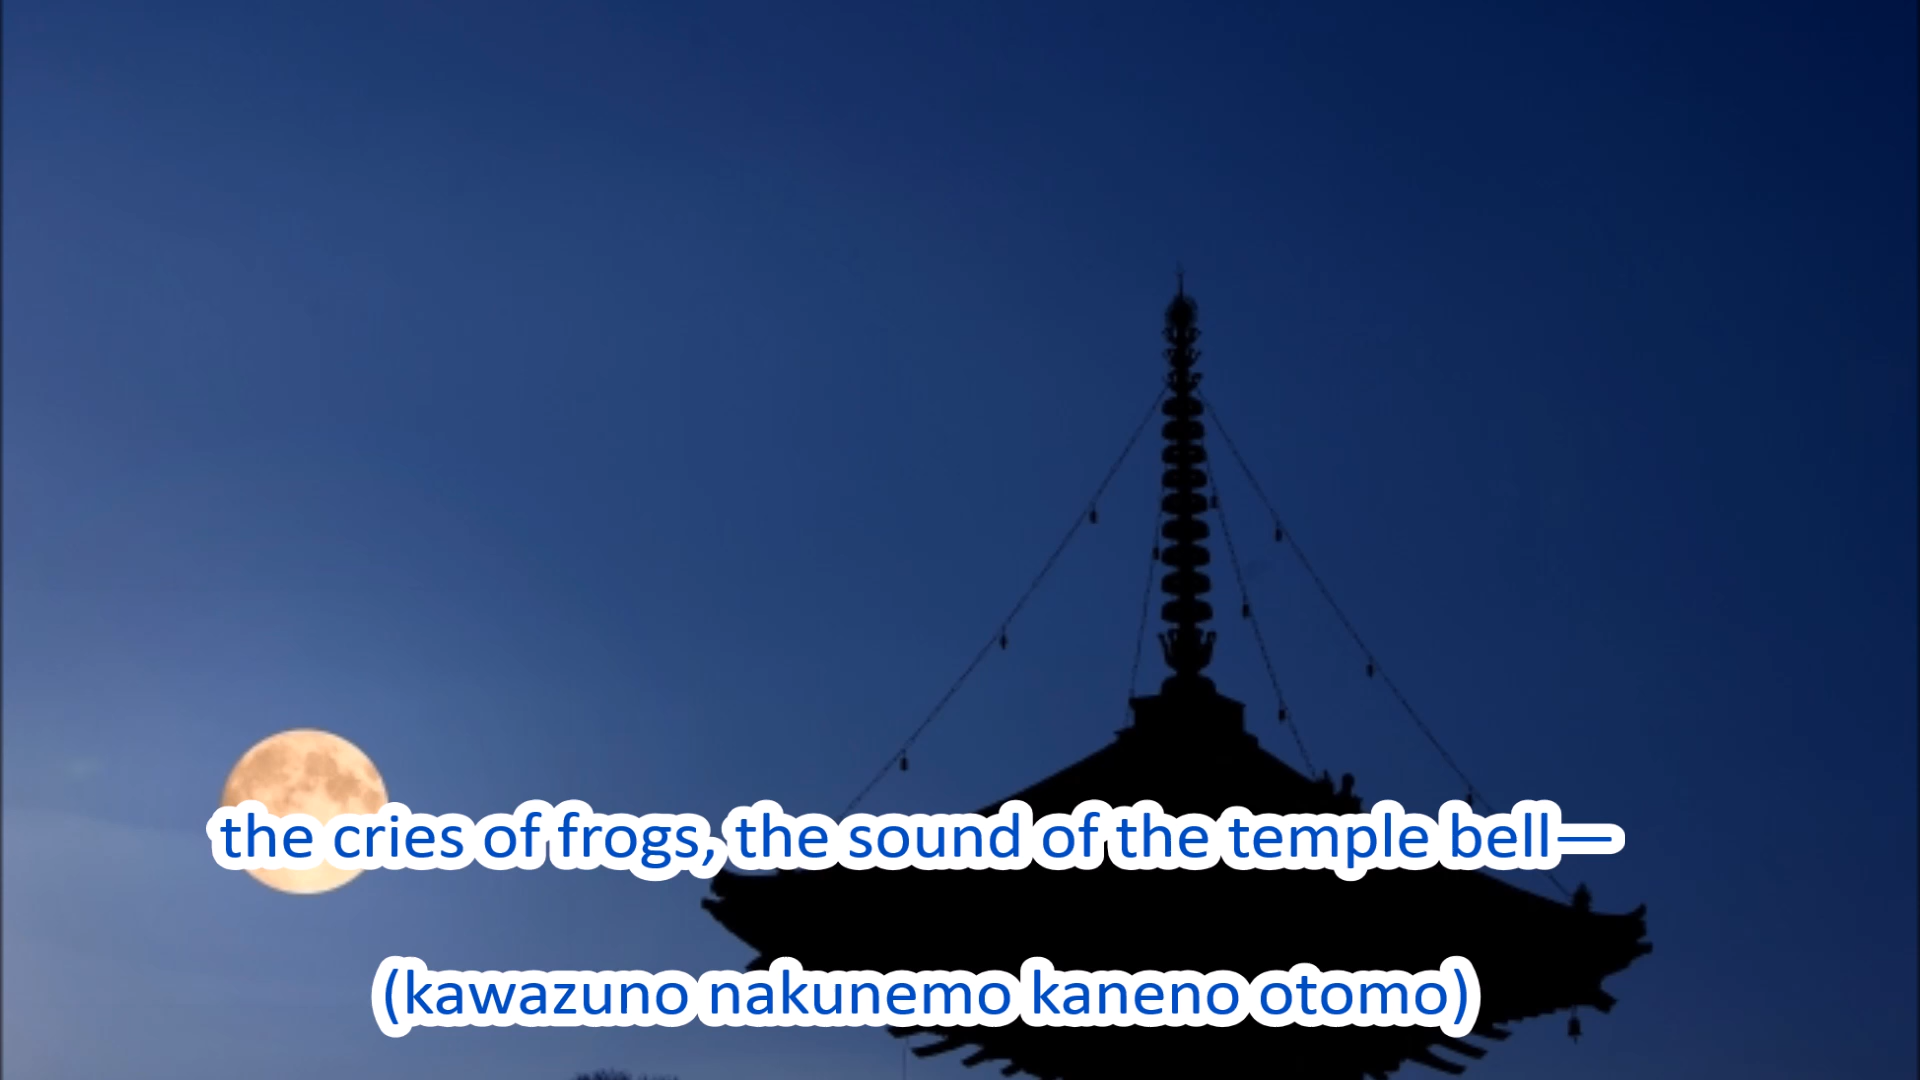 the cries of frogs, the sound of the temple bell—
(kawazuno nakunemo kaneno otomo)